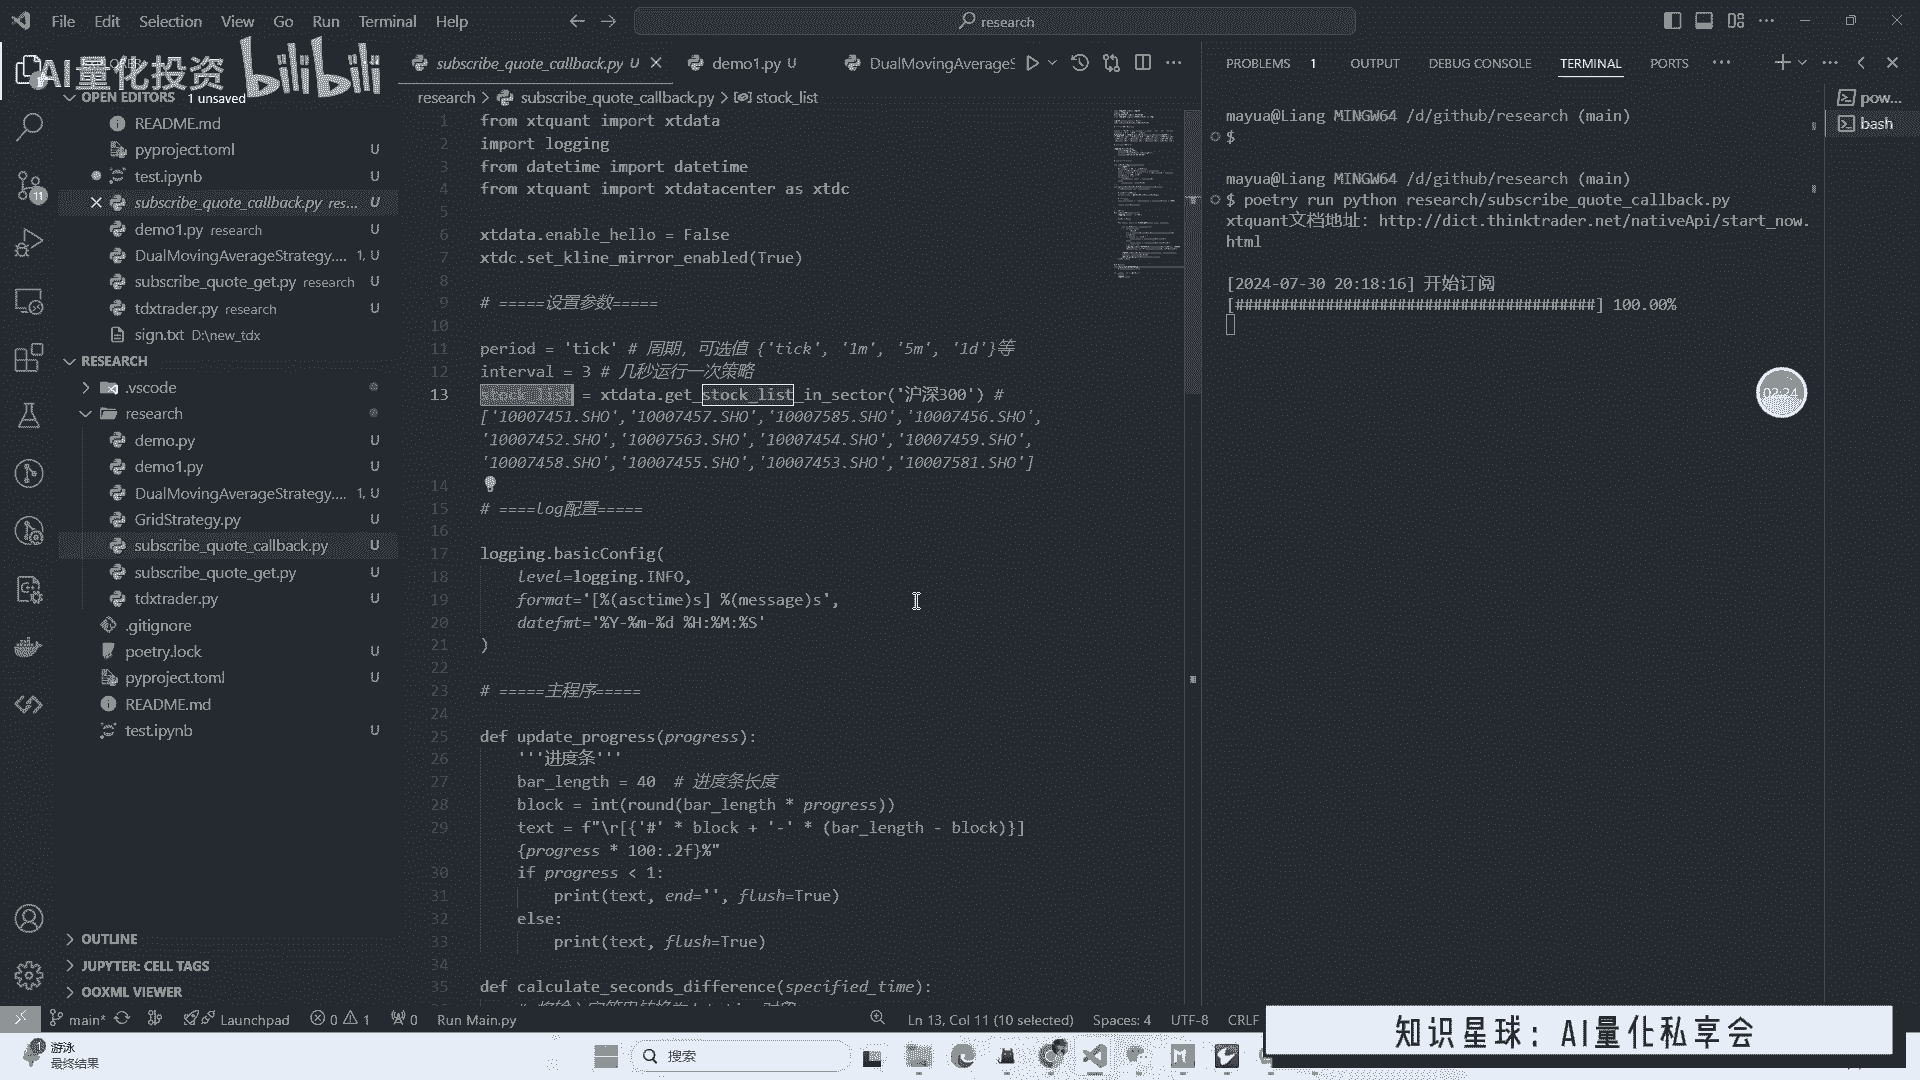 File Edit Selection View Go Run Terminal Help
research
AI量化投资 bilibili
OPEN EDITORS 1 unsaved
README.md
pyproject.toml U
test.ipynb U
subscribe_quote_callback.py res... U
demo1.py research U
DualMovingAverageStrategy.... 1, U
subscribe_quote_get.py research U
tdxtrader.py research U
sign.txt D:\new_tdx
RESEARCH
.vscode
research
demo.py U
demo1.py U
DualMovingAverageStrategy.... 1, U
GridStrategy.py U
subscribe_quote_callback.py U
subscribe_quote_get.py U
tdxtrader.py U
.gitignore U
poetry.lock U
pyproject.toml U
README.md
test.ipynb U
OUTLINE
JUPYTER: CELL TAGS
OOXML VIEWER
11
subscribe_quote_callback.py U demo1.py U DualMovingAverageS
research > subscribe_quote_callback.py > stock_list
1 from xtquant import xtdata
2 import logging
3 from datetime import datetime
4 from xtquant import xtdatacenter as xtdc
5
6 xtdata.enable_hello = False
7 xtdc.set_kline_mirror_enabled(True)
8
9 # =====设置参数=====
10
11 period = 'tick' # 周期, 可选值 {'tick', '1m', '5m', '1d'}等
12 interval = 3 # 几秒运行一次策略
13 stock_list = xtdata.get_stock_list_in_sector('沪深300') #
['10007451.SHO','10007457.SHO','10007585.SHO','10007456.SHO',
'10007452.SHO','10007563.SHO','10007454.SHO','10007459.SHO',
'10007458.SHO','10007455.SHO','10007453.SHO','10007581.SHO']
14
15 # ====log配置=====
16
17 logging.basicConfig(
18 level=logging.INFO,
19 format='[%(asctime)s] %(message)s',
20 datefmt='%Y-%m-%d %H:%M:%S'
21 )
22
23 # =====主程序=====
24
25 def update_progress(progress):
26 '''进度条'''
27 bar_length = 40 # 进度条长度
28 block = int(round(bar_length * progress))
29 text = f"\r[{'#' * block + '-' * (bar_length - block)}]
{progress * 100:.2f}%"
30 if progress < 1:
31 print(text, end='', flush=True)
32 else:
33 print(text, flush=True)
34
35 def calculate_seconds_difference(specified_time):
PROBLEMS 1 OUTPUT DEBUG CONSOLE TERMINAL PORTS
mayua@Liang MINGW64 /d/github/research (main)
$
mayua@Liang MINGW64 /d/github/research (main)
$ poetry run python research/subscribe_quote_callback.py
xtquant文档地址: http://dict.thinktrader.net/nativeApi/start_now.
html
[2024-07-30 20:18:16] 开始订阅
[########################################] 100.00%
pow...
bash
02:24
main* Launchpad 0 1 0 Run Main.py Ln 13, Col 11 (10 selected) Spaces: 4 UTF-8 CRLF
知识星球: AI量化私享会
游泳
最终结果
搜索